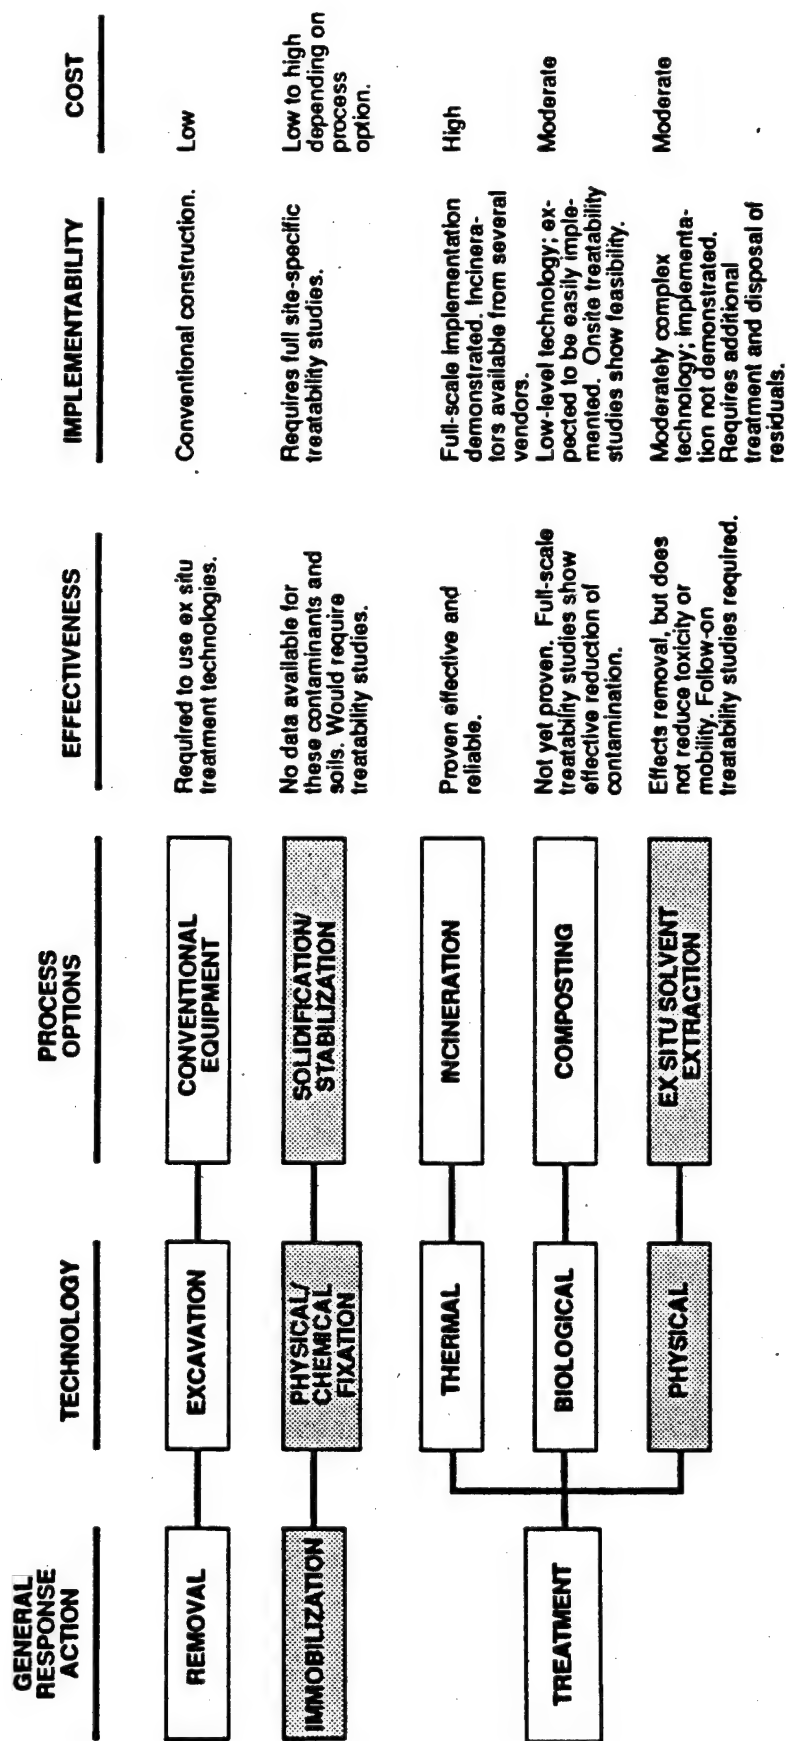 GENERAL
RESPONSE
ACTION
TECHNOLOGY
PROCESS
OPTIONS
EFFECTIVENESS
IMPLEMENTABILITY
COST
REMOVAL
EXCAVATION
CONVENTIONAL
EQUIPMENT
Required to use ex situ
treatment technologies.
Conventional construction.
Low
IMMOBILIZATION
PHYSICAL/
CHEMICAL
FIXATION
SOLIDIFICATION/
STABILIZATION
No data available for
these contaminants and
soils. Would require
treatability studies.
Requires full site-specific
treatability studies.
Low to high
depending on
process
option.
TREATMENT
THERMAL
INCINERATION
Proven effective and
reliable.
Full-scale implementation
demonstrated. Incinera-
tors available from several
vendors.
High
BIOLOGICAL
COMPOSTING
Not yet proven. Full-scale
treatability studies show
effective reduction of
contamination.
Low-level technology; ex-
pected to be easily imple-
mented. Onsite treatability
studies show feasibility.
Moderate
PHYSICAL
EX SITU SOLVENT
EXTRACTION
Effects removal, but does
not reduce toxicity or
mobility. Follow-on
treatability studies required.
Moderately complex
technology; implementa-
tion not demonstrated.
Requires additional
treatment and disposal of
residuals.
Moderate